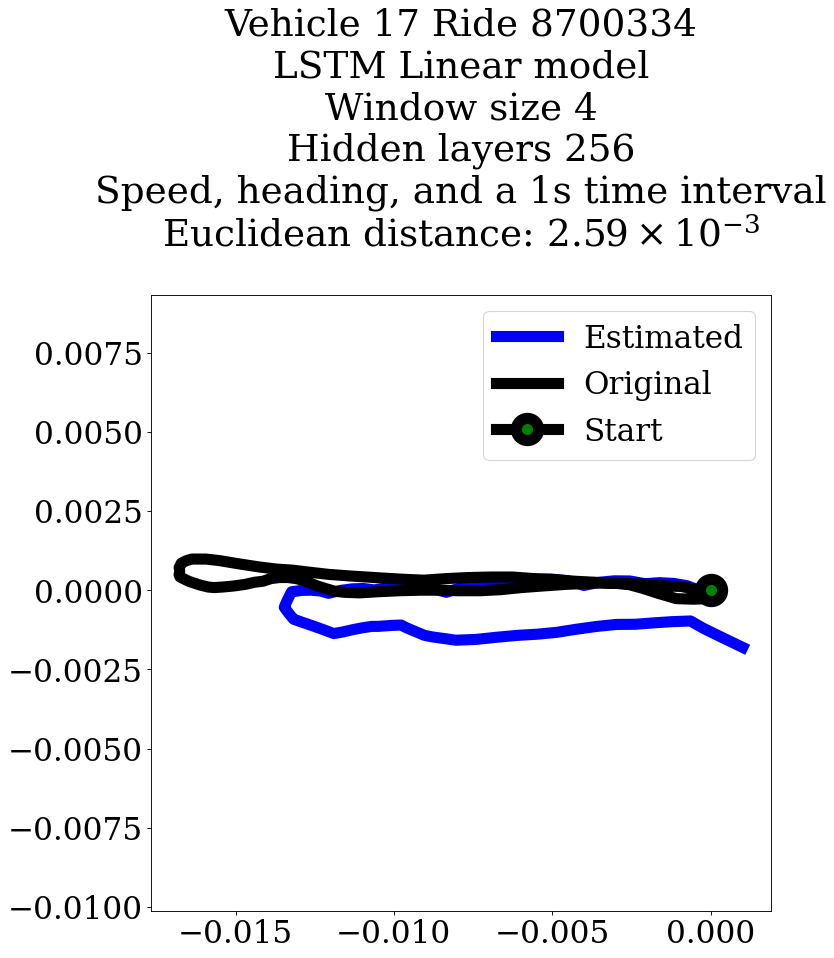 Vehicle 17 Ride 8700334
LSTM Linear model
Window size 4
Hidden layers 256
Speed, heading, and a 1s time interval
Euclidean distance: 2.59 × 10⁻³
Estimated
Original
Start
0.0075
0.0050
0.0025
0.0000
−0.0025
−0.0050
−0.0075
−0.0100
−0.015 −0.010 −0.005 0.000